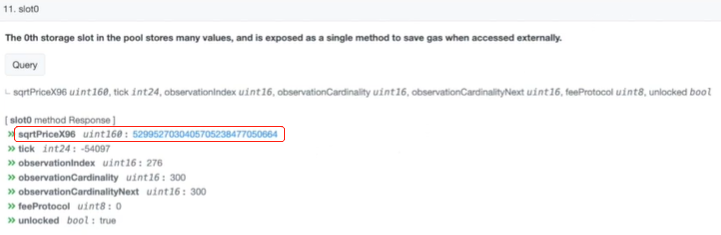 11. slot0
The 0th storage slot in the pool stores many values, and is exposed as a single method to save gas when accessed externally.
Query
sqrtPriceX96 uint160, tick int24, observationIndex uint16, observationCardinality uint16, observationCardinalityNext uint16, feeProtocol uint8, unlocked bool
[ slot0 method Response ]
» sqrtPriceX96 uint160 : 5299527030405705238477050664
» tick int24 : -54097
» observationIndex uint16 : 276
» observationCardinality uint16 : 300
» observationCardinalityNext uint16 : 300
» feeProtocol uint8 : 0
» unlocked bool : true